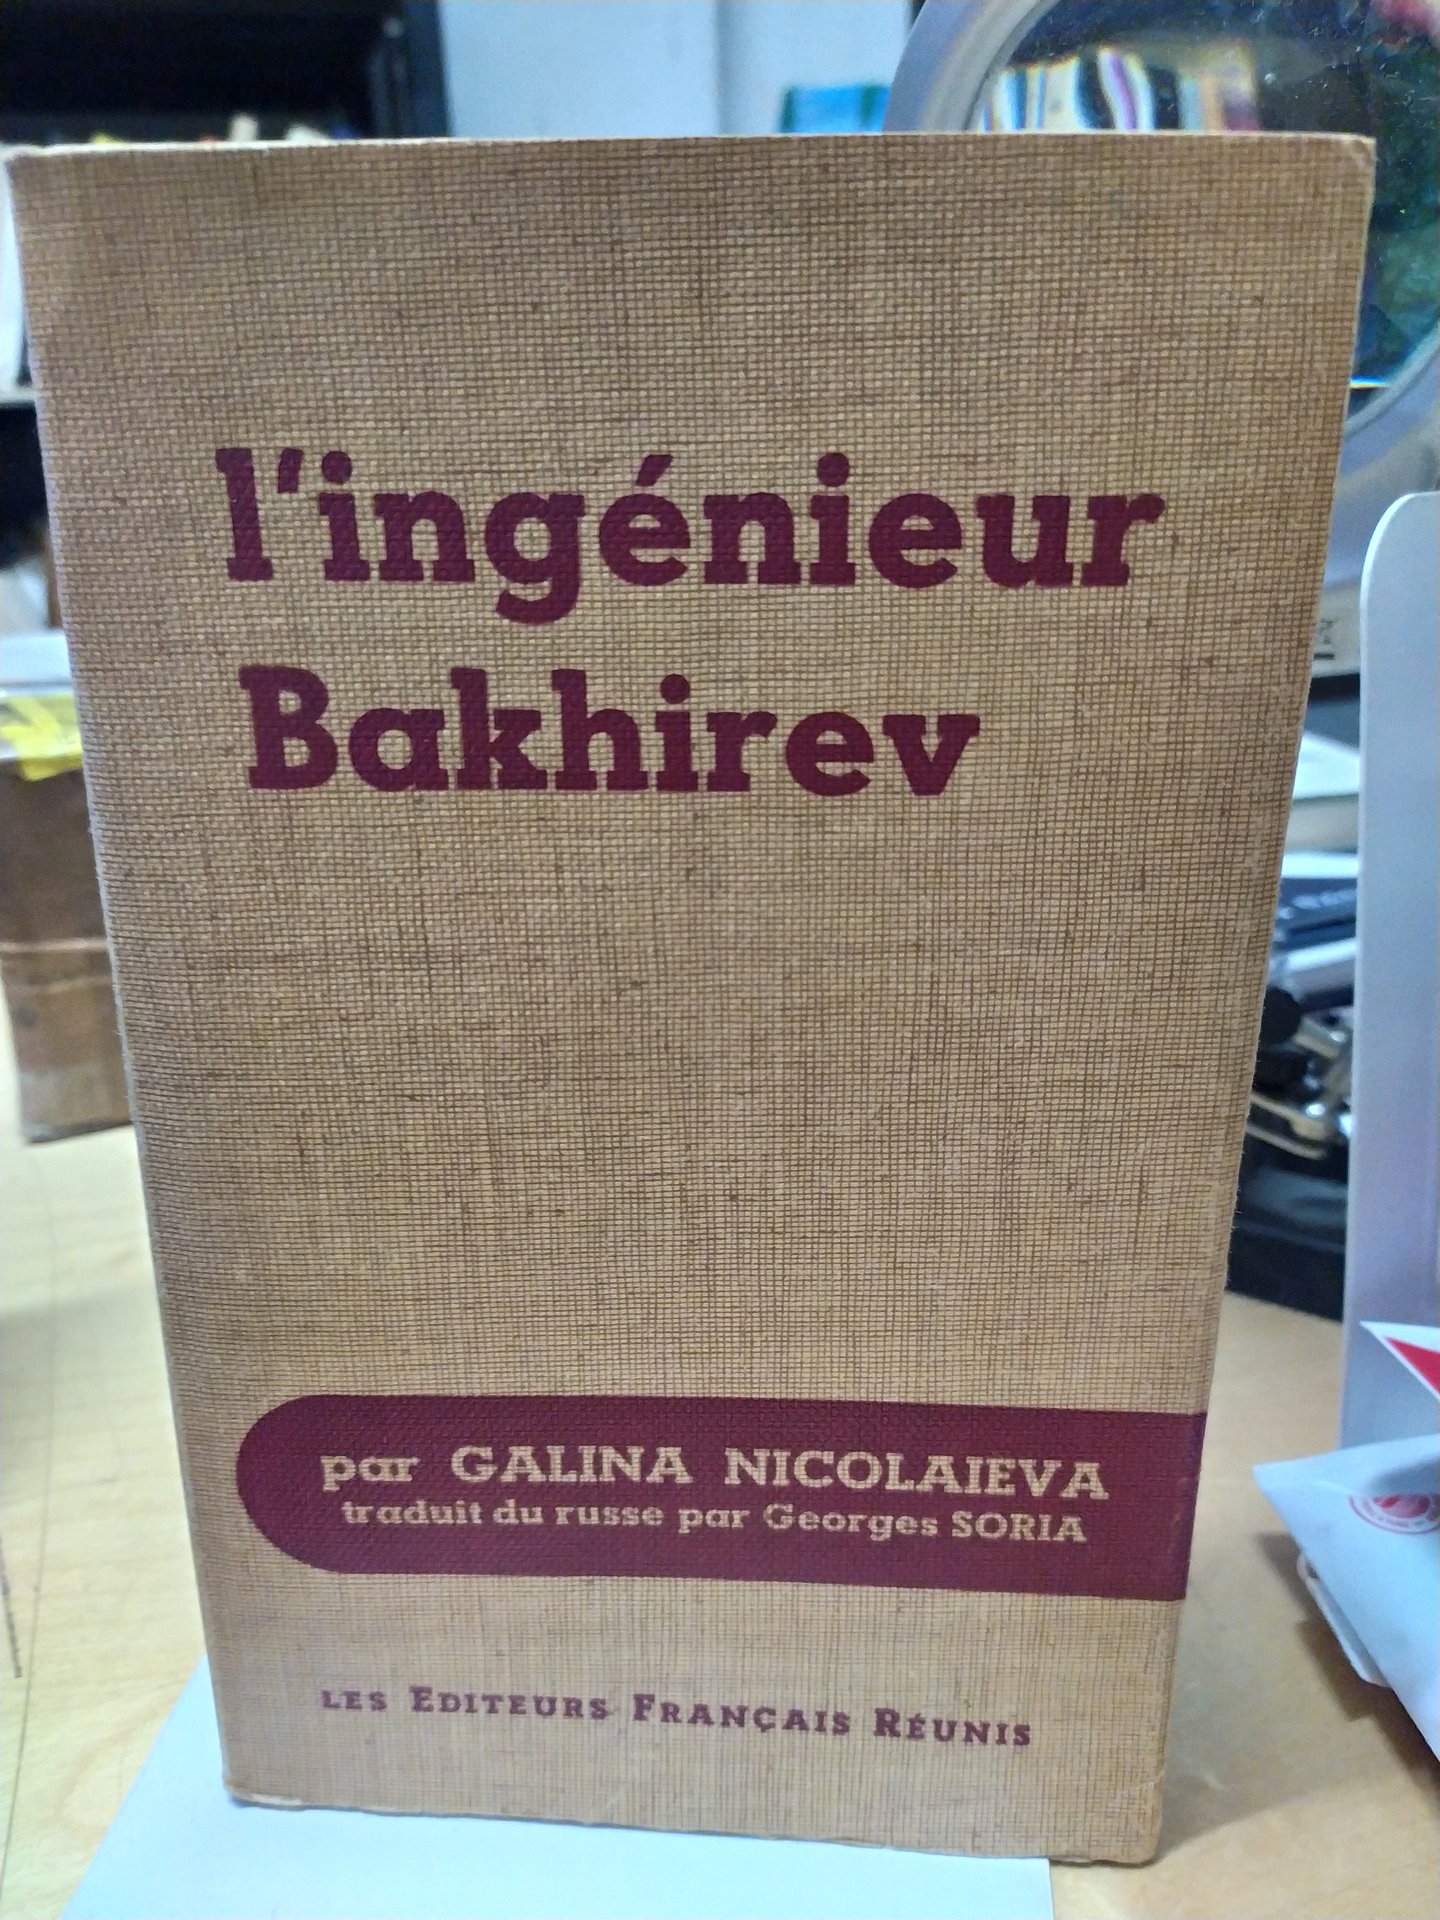 l'ingénieur
Bakhirev
par GALINA NICOLAIEVA
traduit du russe par Georges SORIA
LES EDITEURS FRANÇAIS RÉUNIS